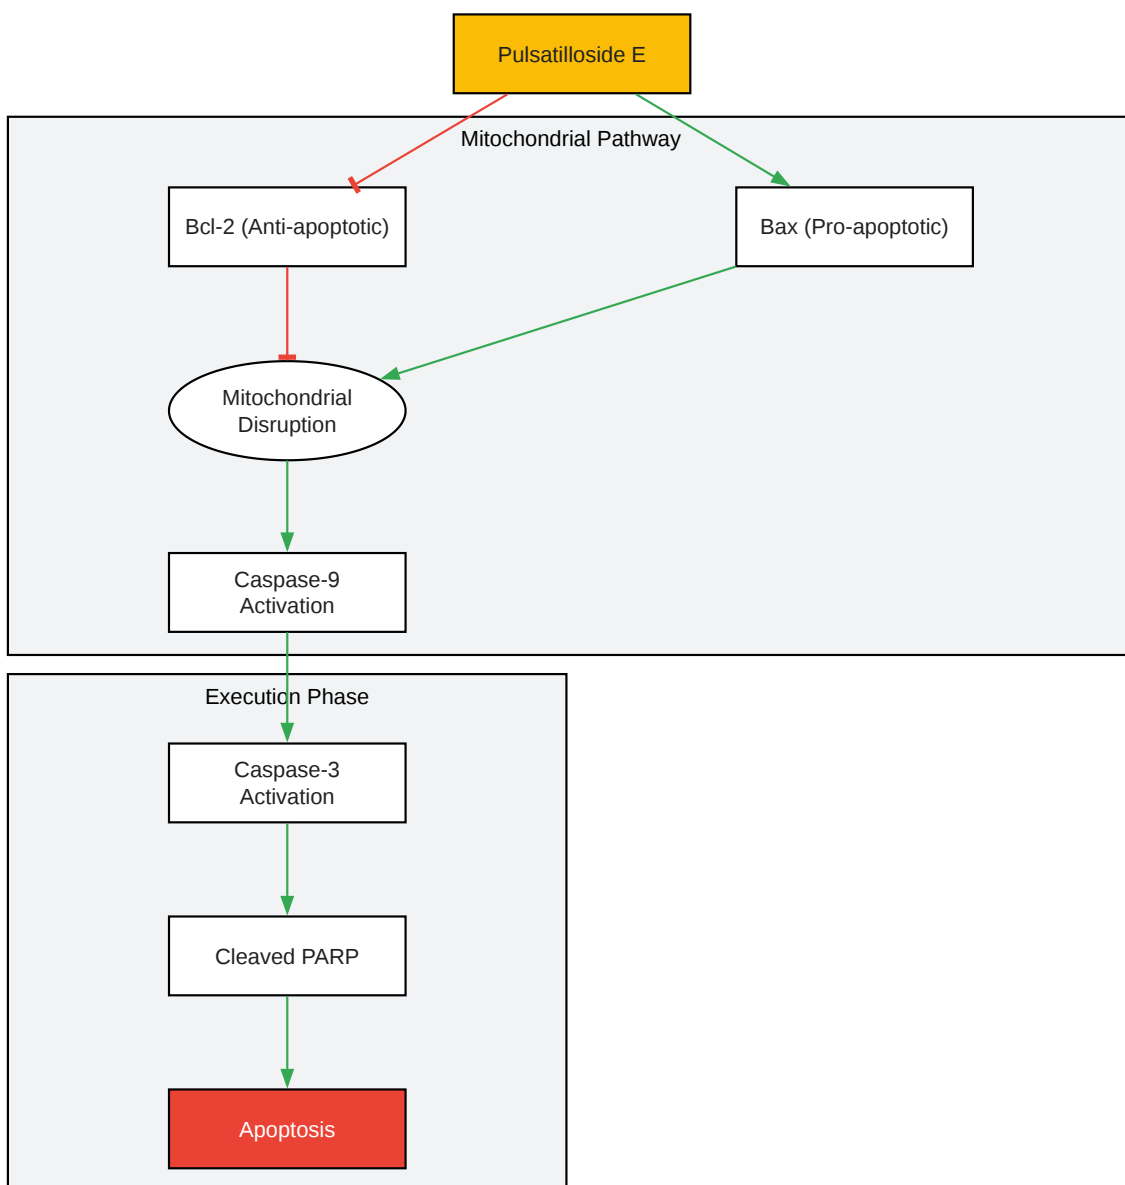 Pulsatilloside E
Mitochondrial Pathway
Bcl-2 (Anti-apoptotic)
Bax (Pro-apoptotic)
Mitochondrial
Disruption
Caspase-9
Activation
Execution Phase
Caspase-3
Activation
Cleaved PARP
Apoptosis